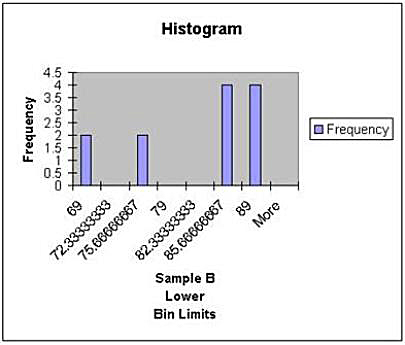 Histogram
Frequency
4.5
4
3.5
3
2.5
2
1.5
1
0.5
0
69
72.33333333
75.66666667
79
82.33333333
85.66666667
89
More
Frequency
Sample B
Lower
Bin Limits